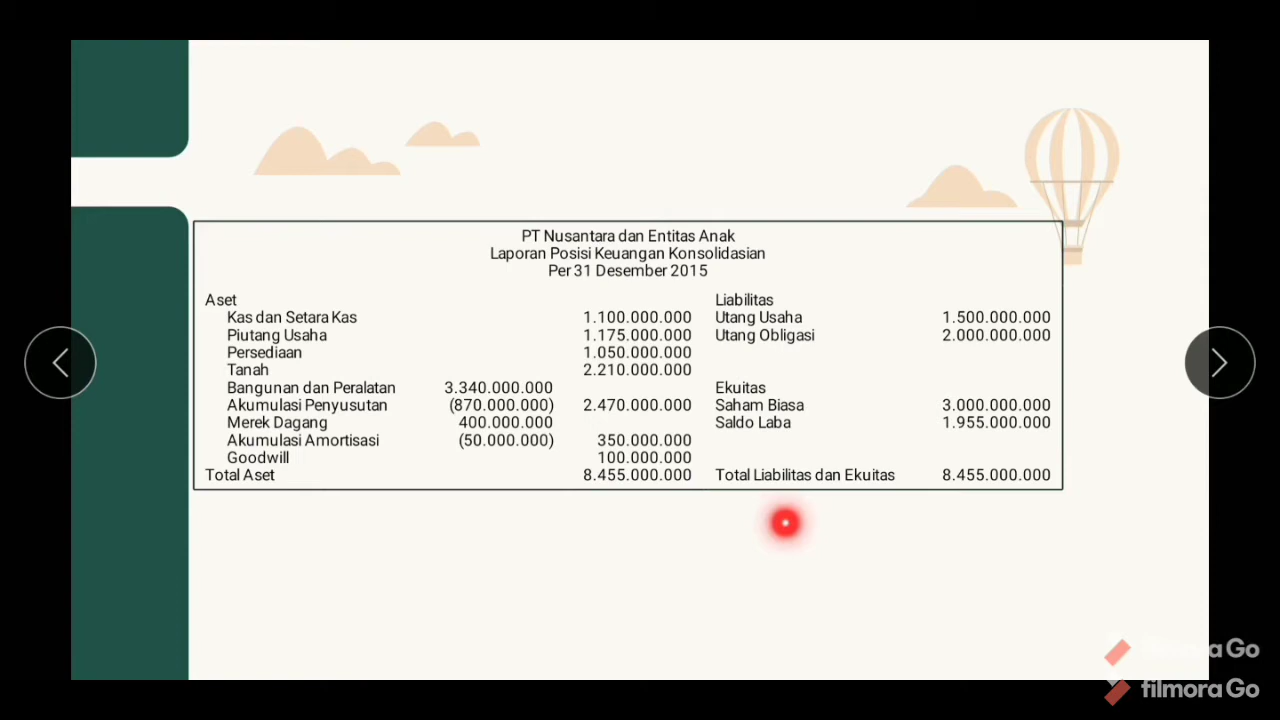 PT Nusantara dan Entitas Anak
Laporan Posisi Keuangan Konsolidasian
Per 31 Desember 2015
Aset Liabilitas
Kas dan Setara Kas 1.100.000.000 Utang Usaha 1.500.000.000
Piutang Usaha 1.175.000.000 Utang Obligasi 2.000.000.000
Persediaan 1.050.000.000
Tanah 2.210.000.000
Bangunan dan Peralatan 3.340.000.000 Ekuitas
Akumulasi Penyusutan (870.000.000) 2.470.000.000 Saham Biasa 3.000.000.000
Merek Dagang 400.000.000 Saldo Laba 1.955.000.000
Akumulasi Amortisasi (50.000.000) 350.000.000
Goodwill 100.000.000
Total Aset 8.455.000.000 Total Liabilitas dan Ekuitas 8.455.000.000
Go
filmora Go